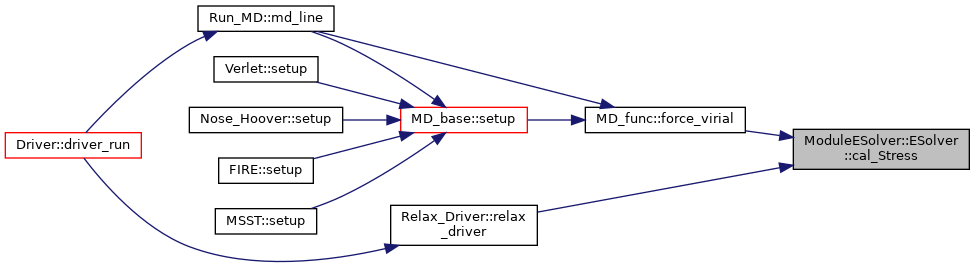 Run_MD::md_line
Verlet::setup
Nose_Hoover::setup
MD_base::setup
MD_func::force_virial
Driver::driver_run
ModuleESolver::ESolver
::cal_Stress
FIRE::setup
MSST::setup
Relax_Driver::relax
_driver